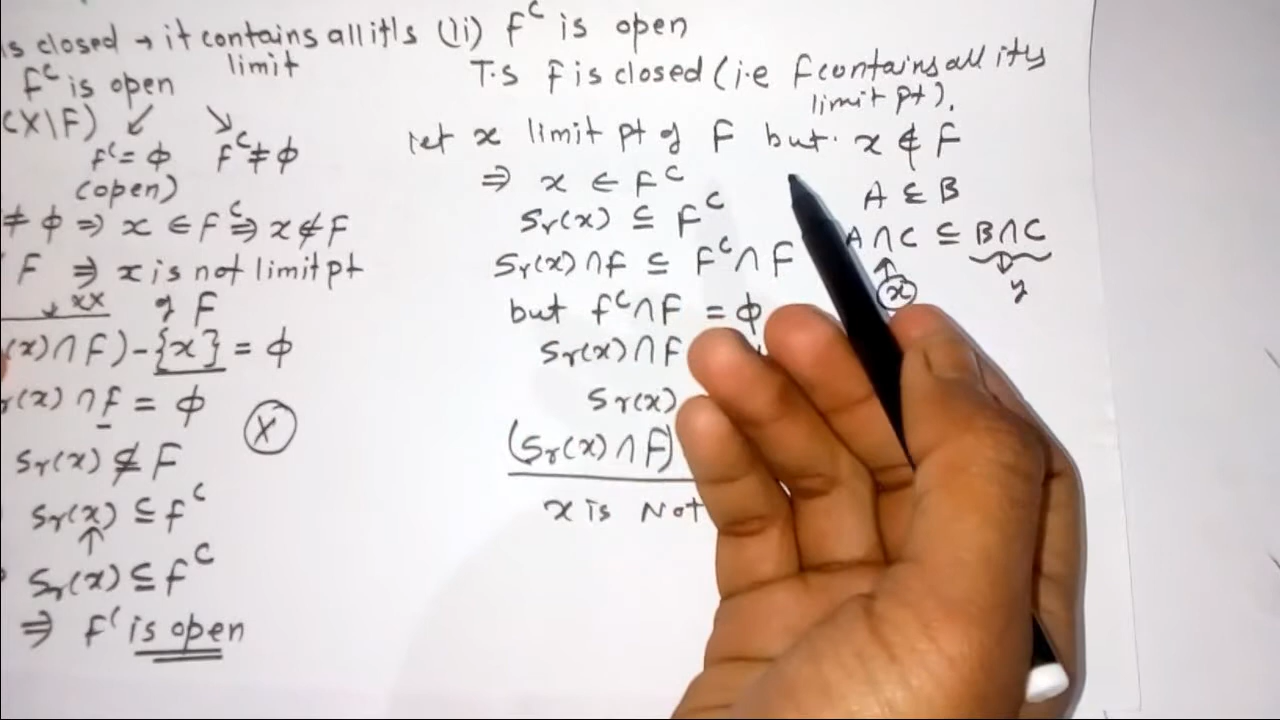 is closed → it contains all it's
limit
F^c is open
(X\F)
F^c = ϕ F^c ≠ ϕ
(open)
≠ ϕ ⇒ x ∈ F^c ⇒ x ∉ F
F ⇒ x is not limit pt
of F
(x) ∩ F) - {x} = ϕ
r(x) ∩ F = ϕ
Sr(x) ⊈ F
(X)
Sr(x) ⊆ F^c
Sr(x) ⊆ F^c
⇒ F^c is open
(ii) F^c is open
T.S F is closed (i.e F contains all it's
limit pt).
let x limit pt of F but x ∉ F
⇒ x ∈ F^c
Sr(x) ⊆ F^c
Sr(x) ∩ F ⊆ F^c ∩ F
but F^c ∩ F = ϕ
Sr(x) ∩ F
Sr(x)
(Sr(x) ∩ F)
x is Not
A ⊆ B
A ∩ C ⊆ B ∩ C
x y